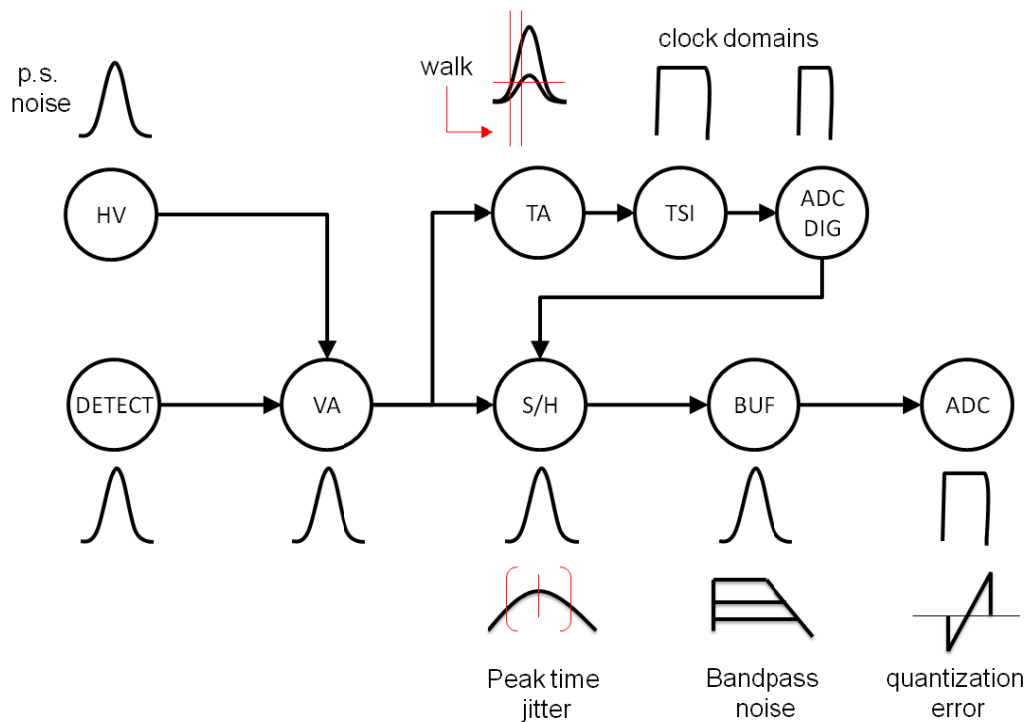 p.s.
noise
walk
clock domains
HV
TA
TSI
ADC
DIG
DETECT
VA
S/H
BUF
ADC
Peak time
jitter
Bandpass
noise
quantization
error